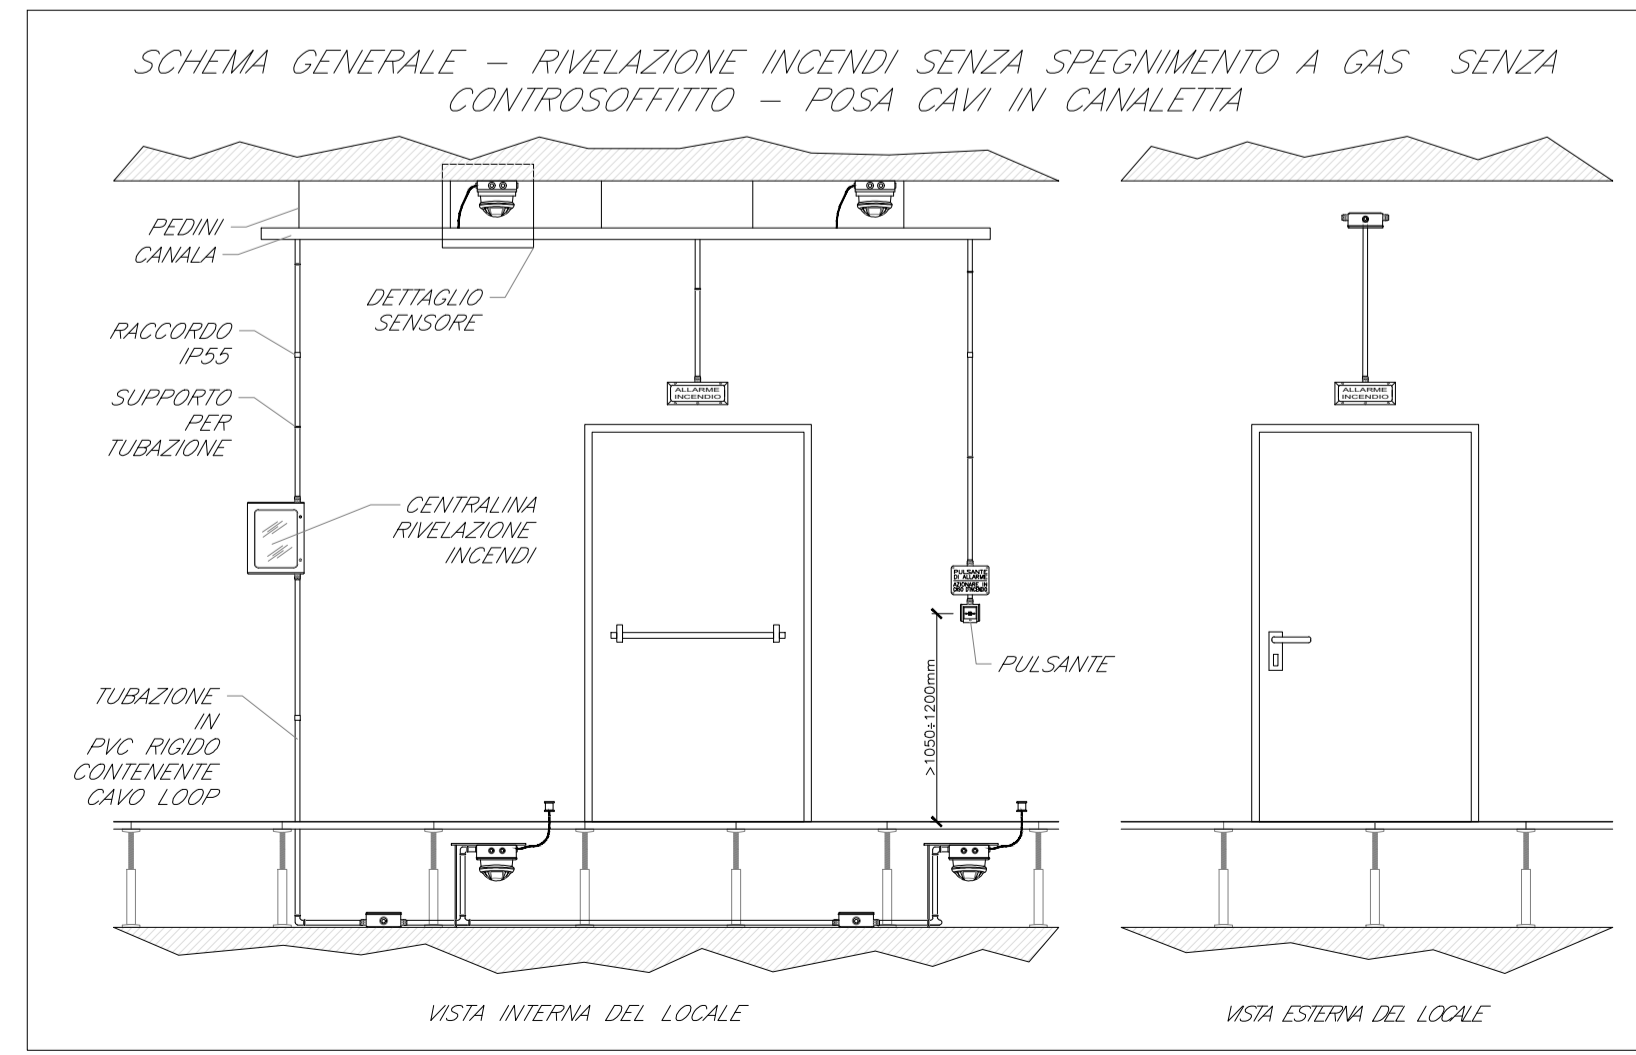 SCHEMA GENERALE – RIVELAZIONE INCENDI SENZA SPEGNIMENTO A GAS SENZA
CONTROSOFFITTO – POSA CAVI IN CANALETTA
PEDINI
CANALA
DETTAGLIO
SENSORE
RACCORDO
IP55
SUPPORTO
PER
TUBAZIONE
ALLARME
INCENDIO
ALLARME
INCENDIO
CENTRALINA
RIVELAZIONE
INCENDI
PULSANTE
DI ALLARME
AZIONARE IN
CASO D'INCENDIO
PULSANTE
>1050÷1200mm
TUBAZIONE
IN
PVC RIGIDO
CONTENENTE
CAVO LOOP
VISTA INTERNA DEL LOCALE
VISTA ESTERNA DEL LOCALE